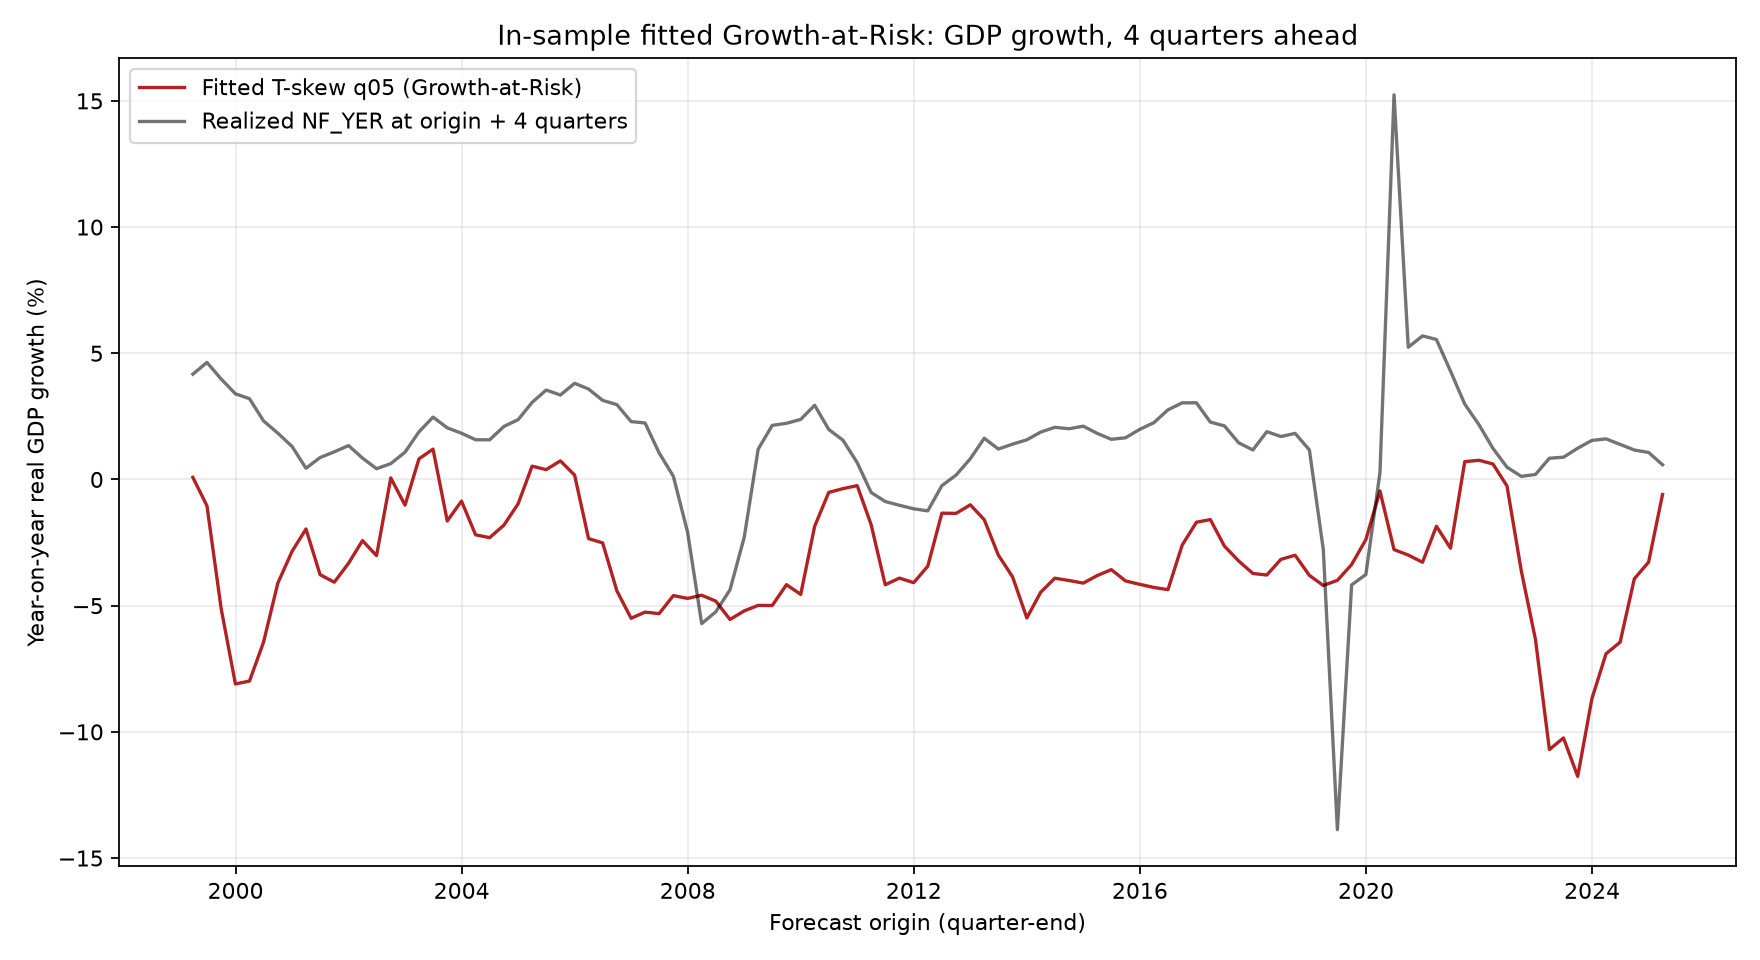 In-sample fitted Growth-at-Risk: GDP growth, 4 quarters ahead
Fitted T-skew q05 (Growth-at-Risk)
Realized NF_YER at origin + 4 quarters
Year-on-year real GDP growth (%)
15
10
5
0
−5
−10
−15
2000
2004
2008
2012
2016
2020
2024
Forecast origin (quarter-end)